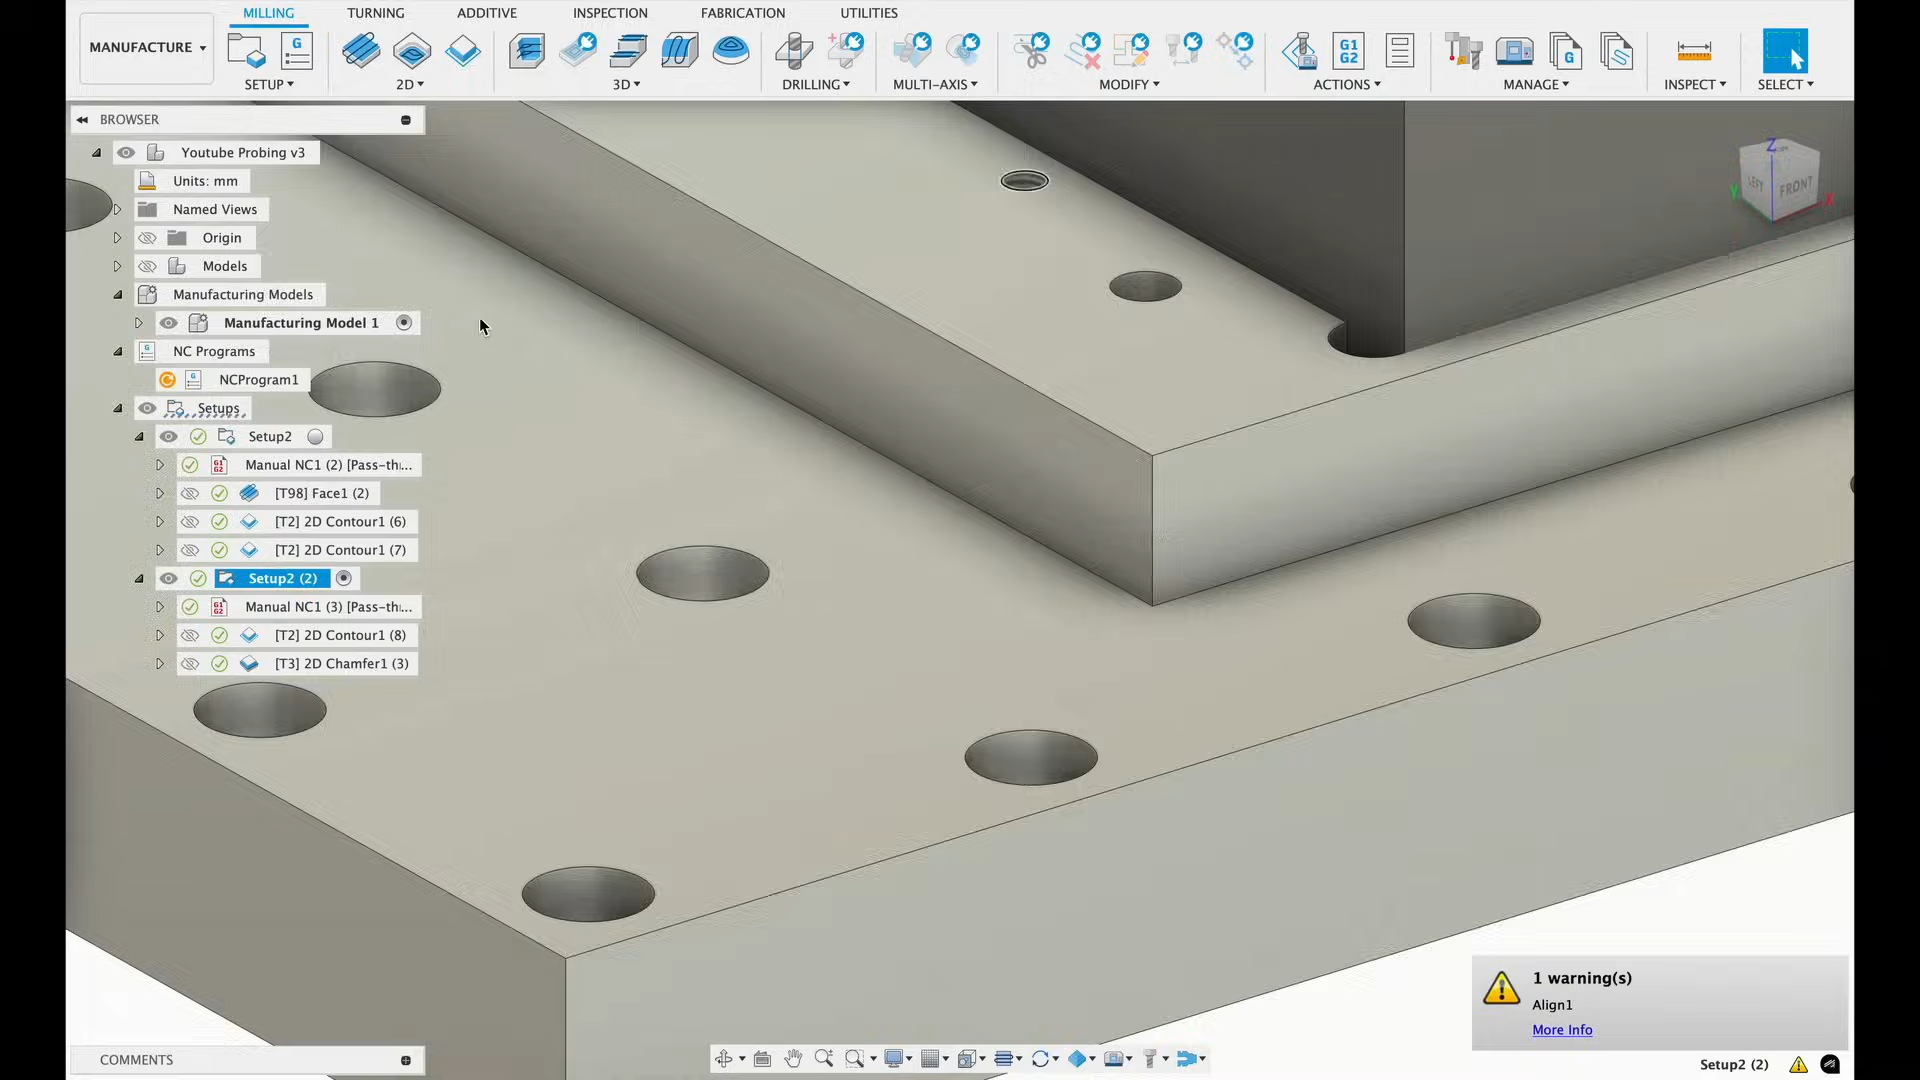 MILLING TURNING ADDITIVE INSPECTION FABRICATION UTILITIES
MANUFACTURE
G
G1
G2
G
SETUP 2D 3D DRILLING MULTI-AXIS MODIFY ACTIONS MANAGE INSPECT SELECT
BROWSER
Youtube Probing v3
Units: mm
Named Views
Origin
Models
Manufacturing Models
Manufacturing Model 1
NC Programs
NCProgram1
Setups
Setup2
Manual NC1 (2) [Pass-th...
[T98] Face1 (2)
[T2] 2D Contour1 (6)
[T2] 2D Contour1 (7)
Setup2 (2)
Manual NC1 (3) [Pass-th...
[T2] 2D Contour1 (8)
[T3] 2D Chamfer1 (3)
Z
Y
X
LEFT FRONT
1 warning(s)
Align1
More Info
COMMENTS
Setup2 (2)